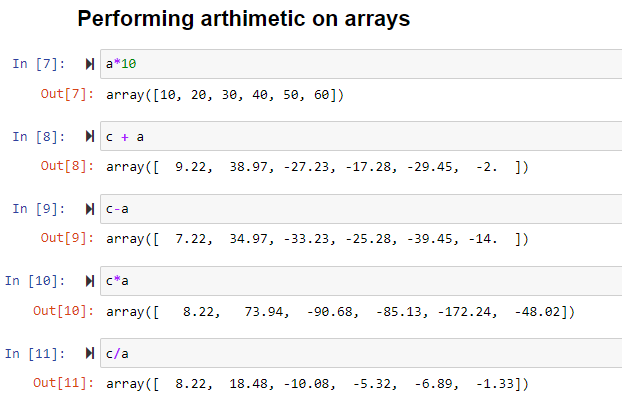 Performing arthimetic on arrays
In [7]: a*10
Out[7]: array([10, 20, 30, 40, 50, 60])
In [8]: c + a
Out[8]: array([  9.22,  38.97, -27.23, -17.28, -29.45,  -2.  ])
In [9]: c-a
Out[9]: array([  7.22,  34.97, -33.23, -25.28, -39.45, -14.  ])
In [10]: c*a
Out[10]: array([   8.22,   73.94,  -90.68,  -85.13, -172.24,  -48.02])
In [11]: c/a
Out[11]: array([  8.22,  18.48, -10.08,  -5.32,  -6.89,  -1.33])